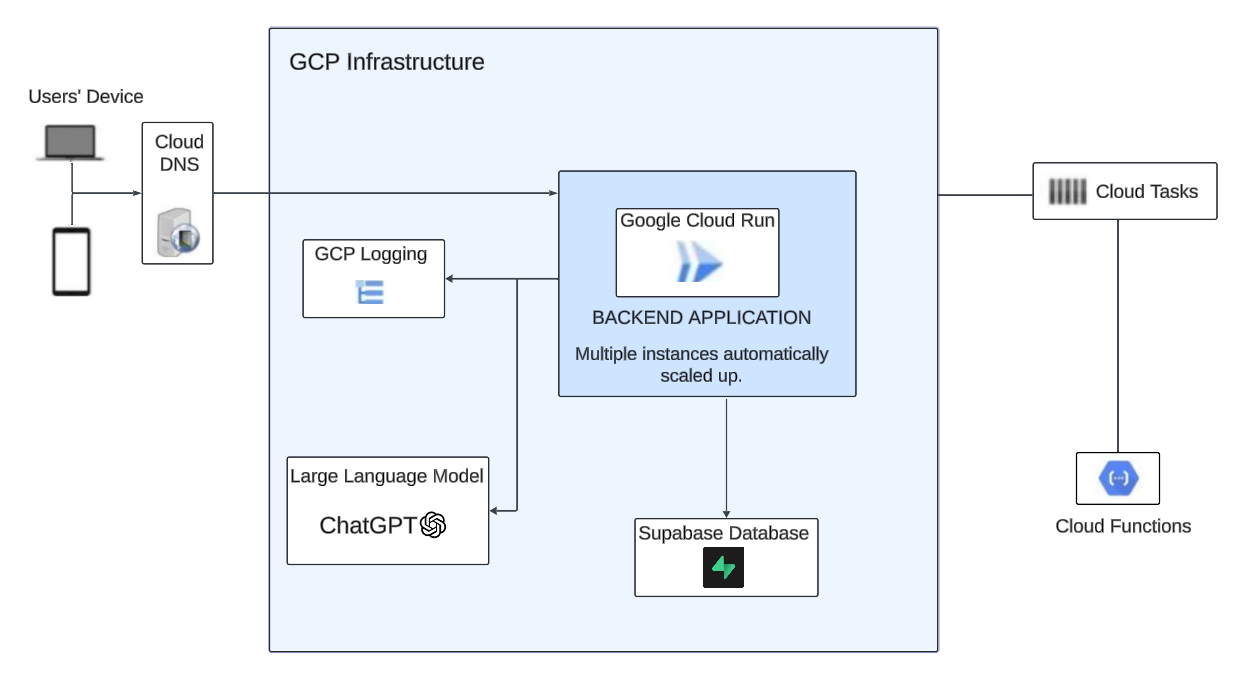 GCP Infrastructure
Users' Device
Cloud
DNS
Cloud Tasks
Google Cloud Run
GCP Logging
BACKEND APPLICATION
Multiple instances automatically
scaled up.
Large Language Model
ChatGPT
Supabase Database
Cloud Functions